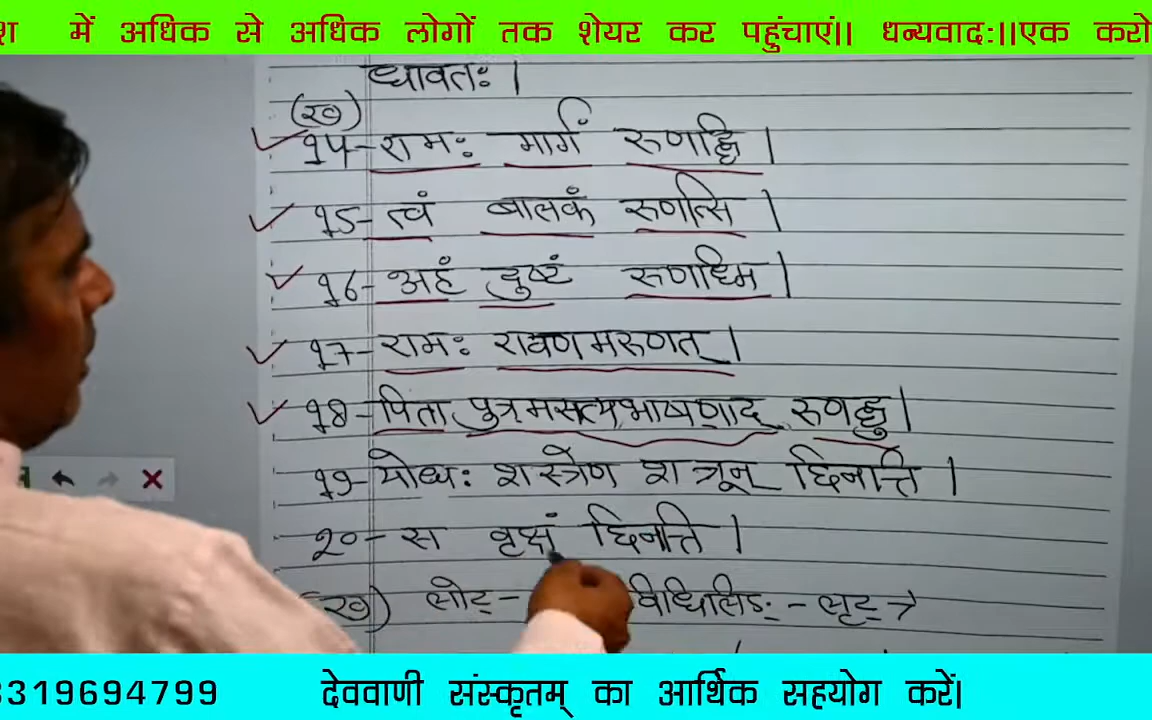 श में अधिक से अधिक लोगों तक शेयर कर पहुंचाएं।। धन्यवादः।।एक करो
धावतः।
(ख)
१४-रामः मार्गं रुणद्धि।
१५-त्वं बालकं रुणत्सि।
१६-अहं दुष्टं रुणध्मि।
१७-रामः रावणमरुणत्।
१८-पिता पुत्रमसत्यभाषणाद् रुणद्धु।
१९-योध्धः शस्त्रेण शत्रून् छिनत्ति।
२०-स वृक्षं छिनत्ति।
(ख) लोट्- विधिलिङ्-लृट्→
3319694799 देववाणी संस्कृतम् का आर्थिक सहयोग करें।